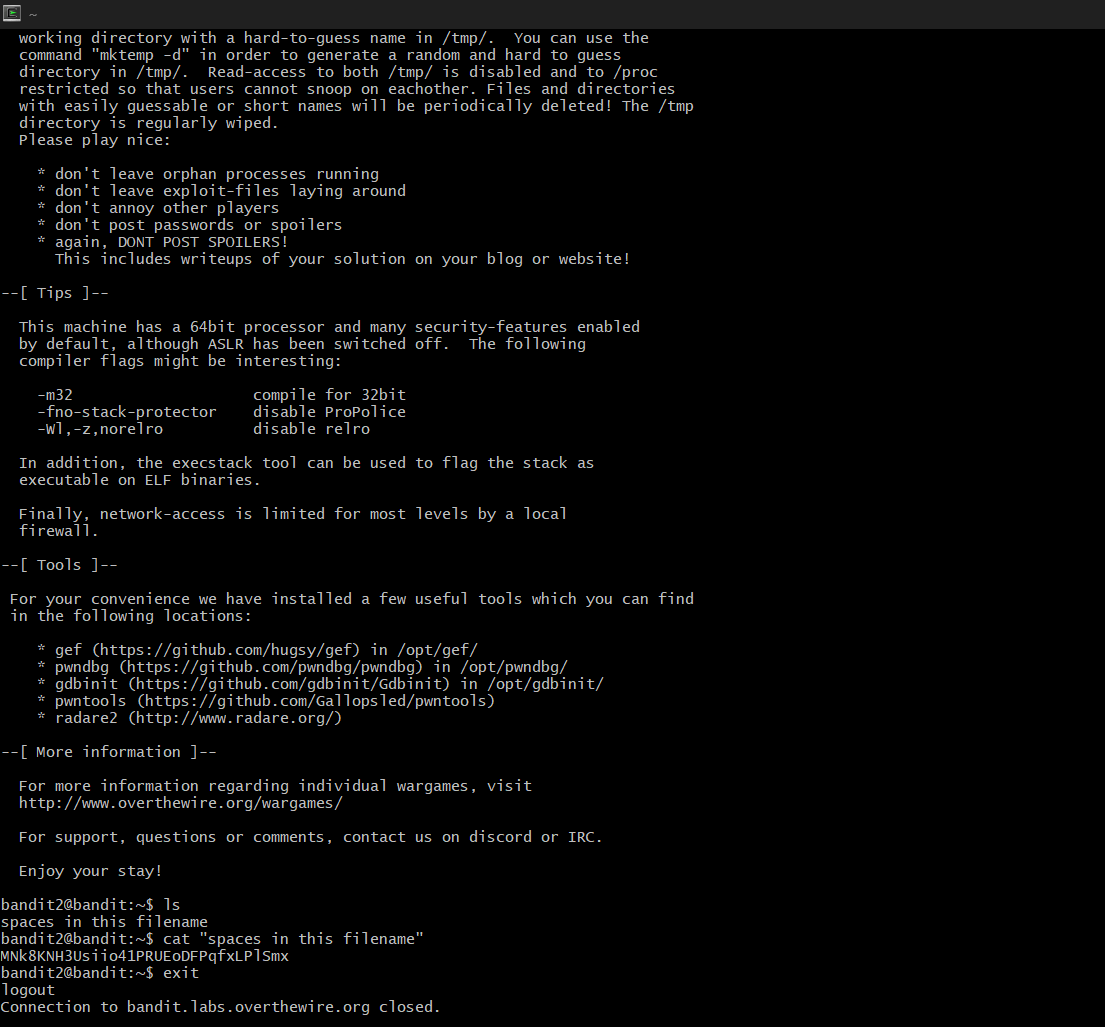 ~
working directory with a hard-to-guess name in /tmp/.  You can use the
command "mktemp -d" in order to generate a random and hard to guess
directory in /tmp/.  Read-access to both /tmp/ is disabled and to /proc
restricted so that users cannot snoop on eachother. Files and directories
with easily guessable or short names will be periodically deleted! The /tmp
directory is regularly wiped.
Please play nice:
* don't leave orphan processes running
* don't leave exploit-files laying around
* don't annoy other players
* don't post passwords or spoilers
* again, DONT POST SPOILERS!
This includes writeups of your solution on your blog or website!
--[ Tips ]--
This machine has a 64bit processor and many security-features enabled
by default, although ASLR has been switched off.  The following
compiler flags might be interesting:
-m32                    compile for 32bit
-fno-stack-protector    disable ProPolice
-Wl,-z,norelro          disable relro
In addition, the execstack tool can be used to flag the stack as
executable on ELF binaries.
Finally, network-access is limited for most levels by a local
firewall.
--[ Tools ]--
For your convenience we have installed a few useful tools which you can find
in the following locations:
* gef (https://github.com/hugsy/gef) in /opt/gef/
* pwndbg (https://github.com/pwndbg/pwndbg) in /opt/pwndbg/
* gdbinit (https://github.com/gdbinit/Gdbinit) in /opt/gdbinit/
* pwntools (https://github.com/Gallopsled/pwntools)
* radare2 (http://www.radare.org/)
--[ More information ]--
For more information regarding individual wargames, visit
http://www.overthewire.org/wargames/
For support, questions or comments, contact us on discord or IRC.
Enjoy your stay!
bandit2@bandit:~$ ls
spaces in this filename
bandit2@bandit:~$ cat "spaces in this filename"
MNk8KNH3Usiio41PRUEoDFPqfxLPlSmx
bandit2@bandit:~$ exit
logout
Connection to bandit.labs.overthewire.org closed.